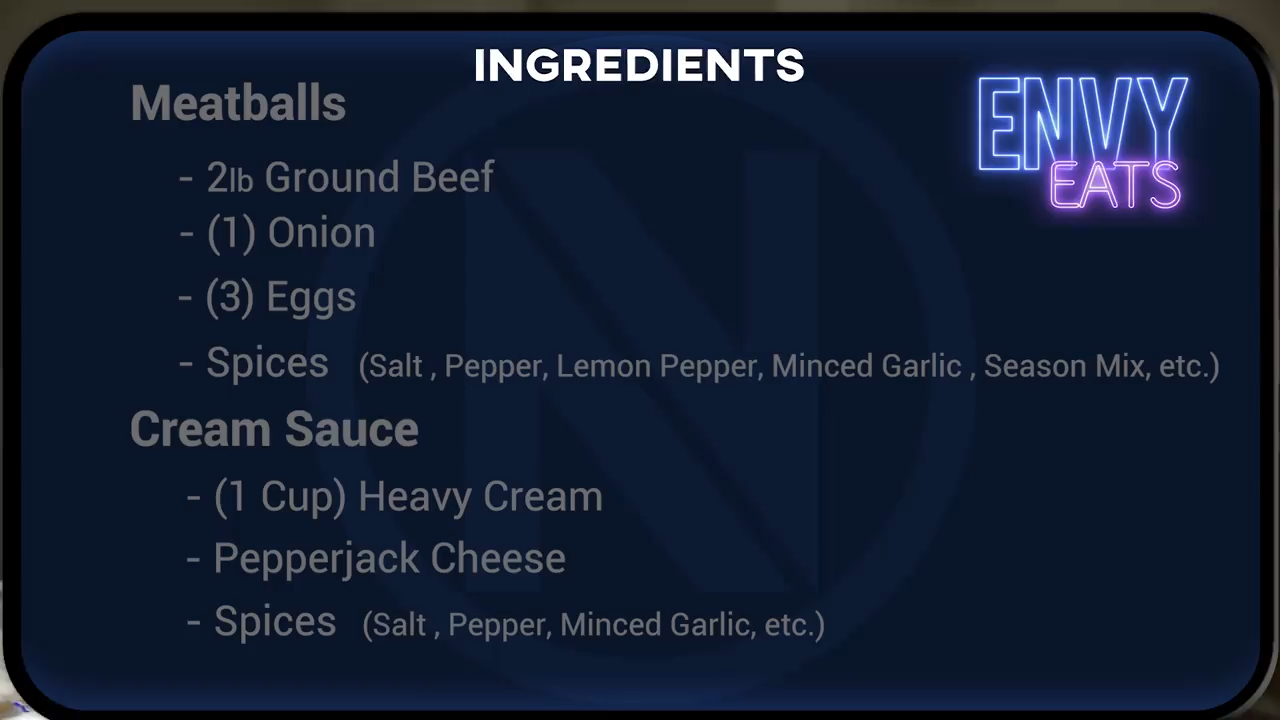 INGREDIENTS
ENVY
EATS
Meatballs
- 2lb Ground Beef
- (1) Onion
- (3) Eggs
- Spices (Salt , Pepper, Lemon Pepper, Minced Garlic , Season Mix, etc.)
Cream Sauce
- (1 Cup) Heavy Cream
- Pepperjack Cheese
- Spices (Salt , Pepper, Minced Garlic, etc.)